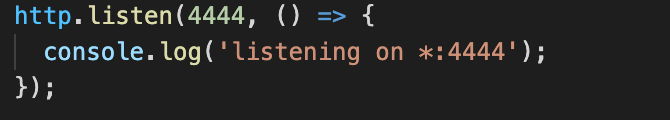 http.listen(4444, () => {
  console.log('listening on *:4444');
});